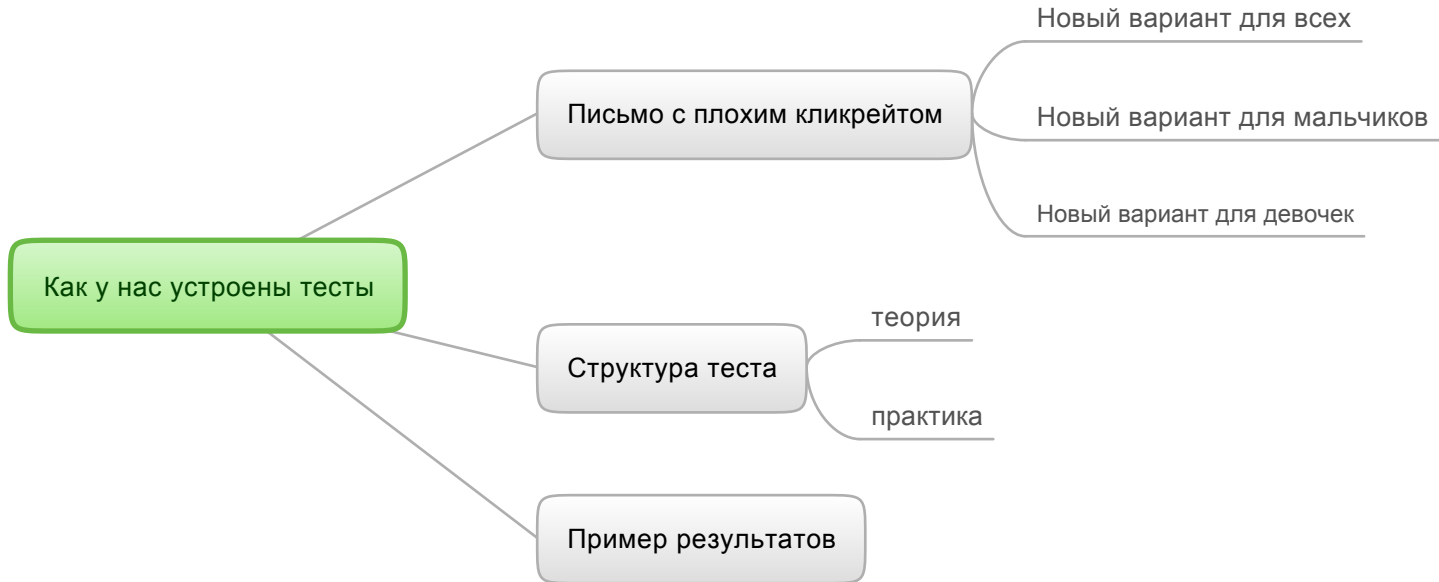 Новый вариант для всех
Письмо с плохим кликрейтом
Новый вариант для мальчиков
Новый вариант для девочек
Как у нас устроены тесты
теория
Структура теста
практика
Пример результатов